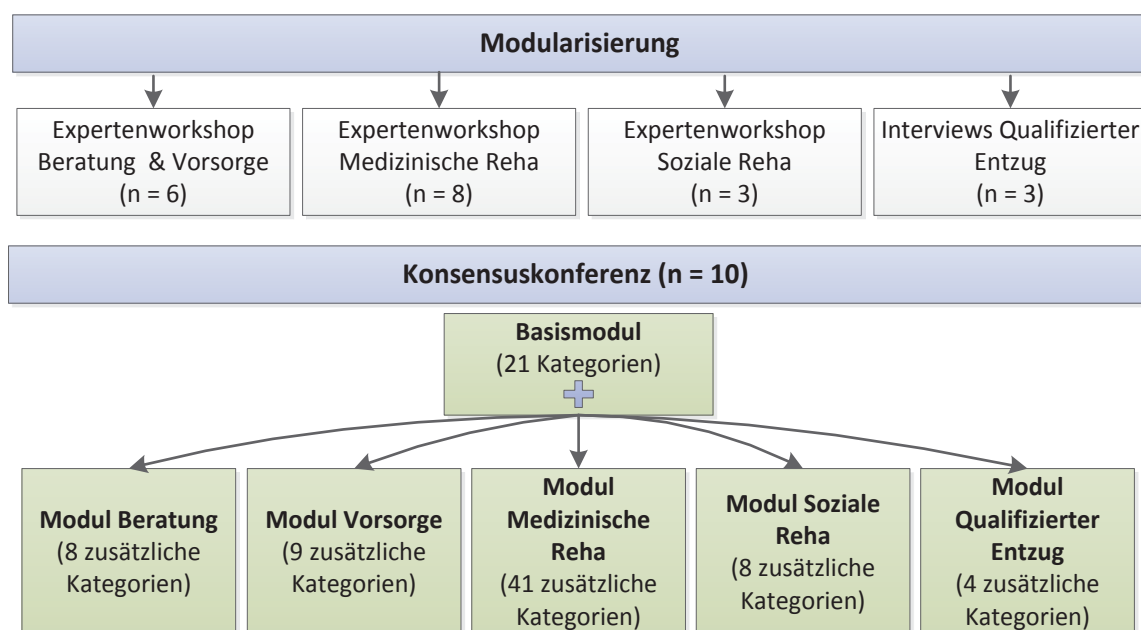 Modularisierung
Expertenworkshop
Beratung & Vorsorge
(n = 6)
Expertenworkshop
Medizinische Reha
(n = 8)
Expertenworkshop
Soziale Reha
(n = 3)
Interviews Qualifizierter
Entzug
(n = 3)
Konsensuskonferenz (n = 10)
Basismodul
(21 Kategorien)
Modul Beratung
(8 zusätzliche
Kategorien)
Modul Vorsorge
(9 zusätzliche
Kategorien)
Modul
Medizinische
Reha
(41 zusätzliche
Kategorien)
Modul Soziale
Reha
(8 zusätzliche
Kategorien)
Modul
Qualifizierter
Entzug
(4 zusätzliche
Kategorien)